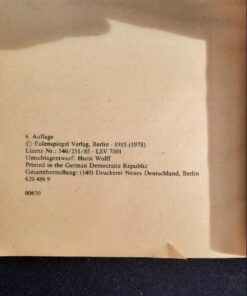 6. Auflage
© Eulenspiegel Verlag, Berlin · 1985 (1978)
Lizenz Nr.: 540/251/85 · LSV 7001
Umschlagentwurf: Horst Wolff
Printed in the German Democratic Republic
Gesamtherstellung: (140) Druckerei Neues Deutschland, Berlin
620 486 9
00630